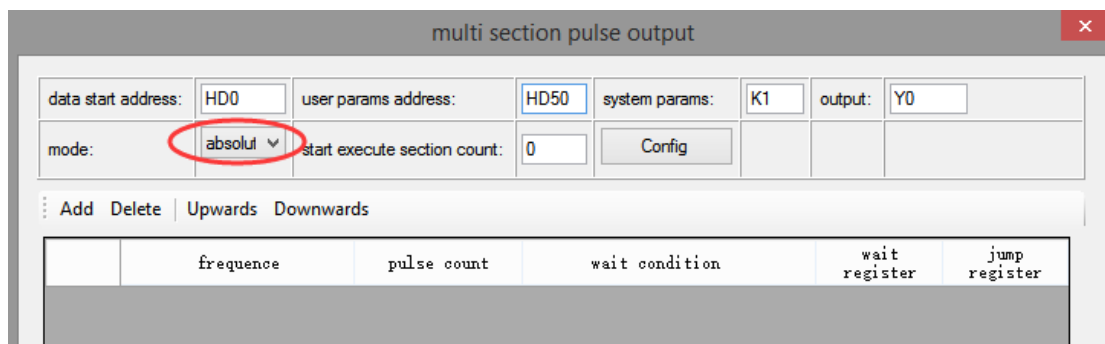 multi section pulse output
data start address: HD0 user params address: HD50 system params: K1 output: Y0
mode: absolut start execute section count: 0 Config
Add Delete Upwards Downwards
frequence pulse count wait condition wait register jump register